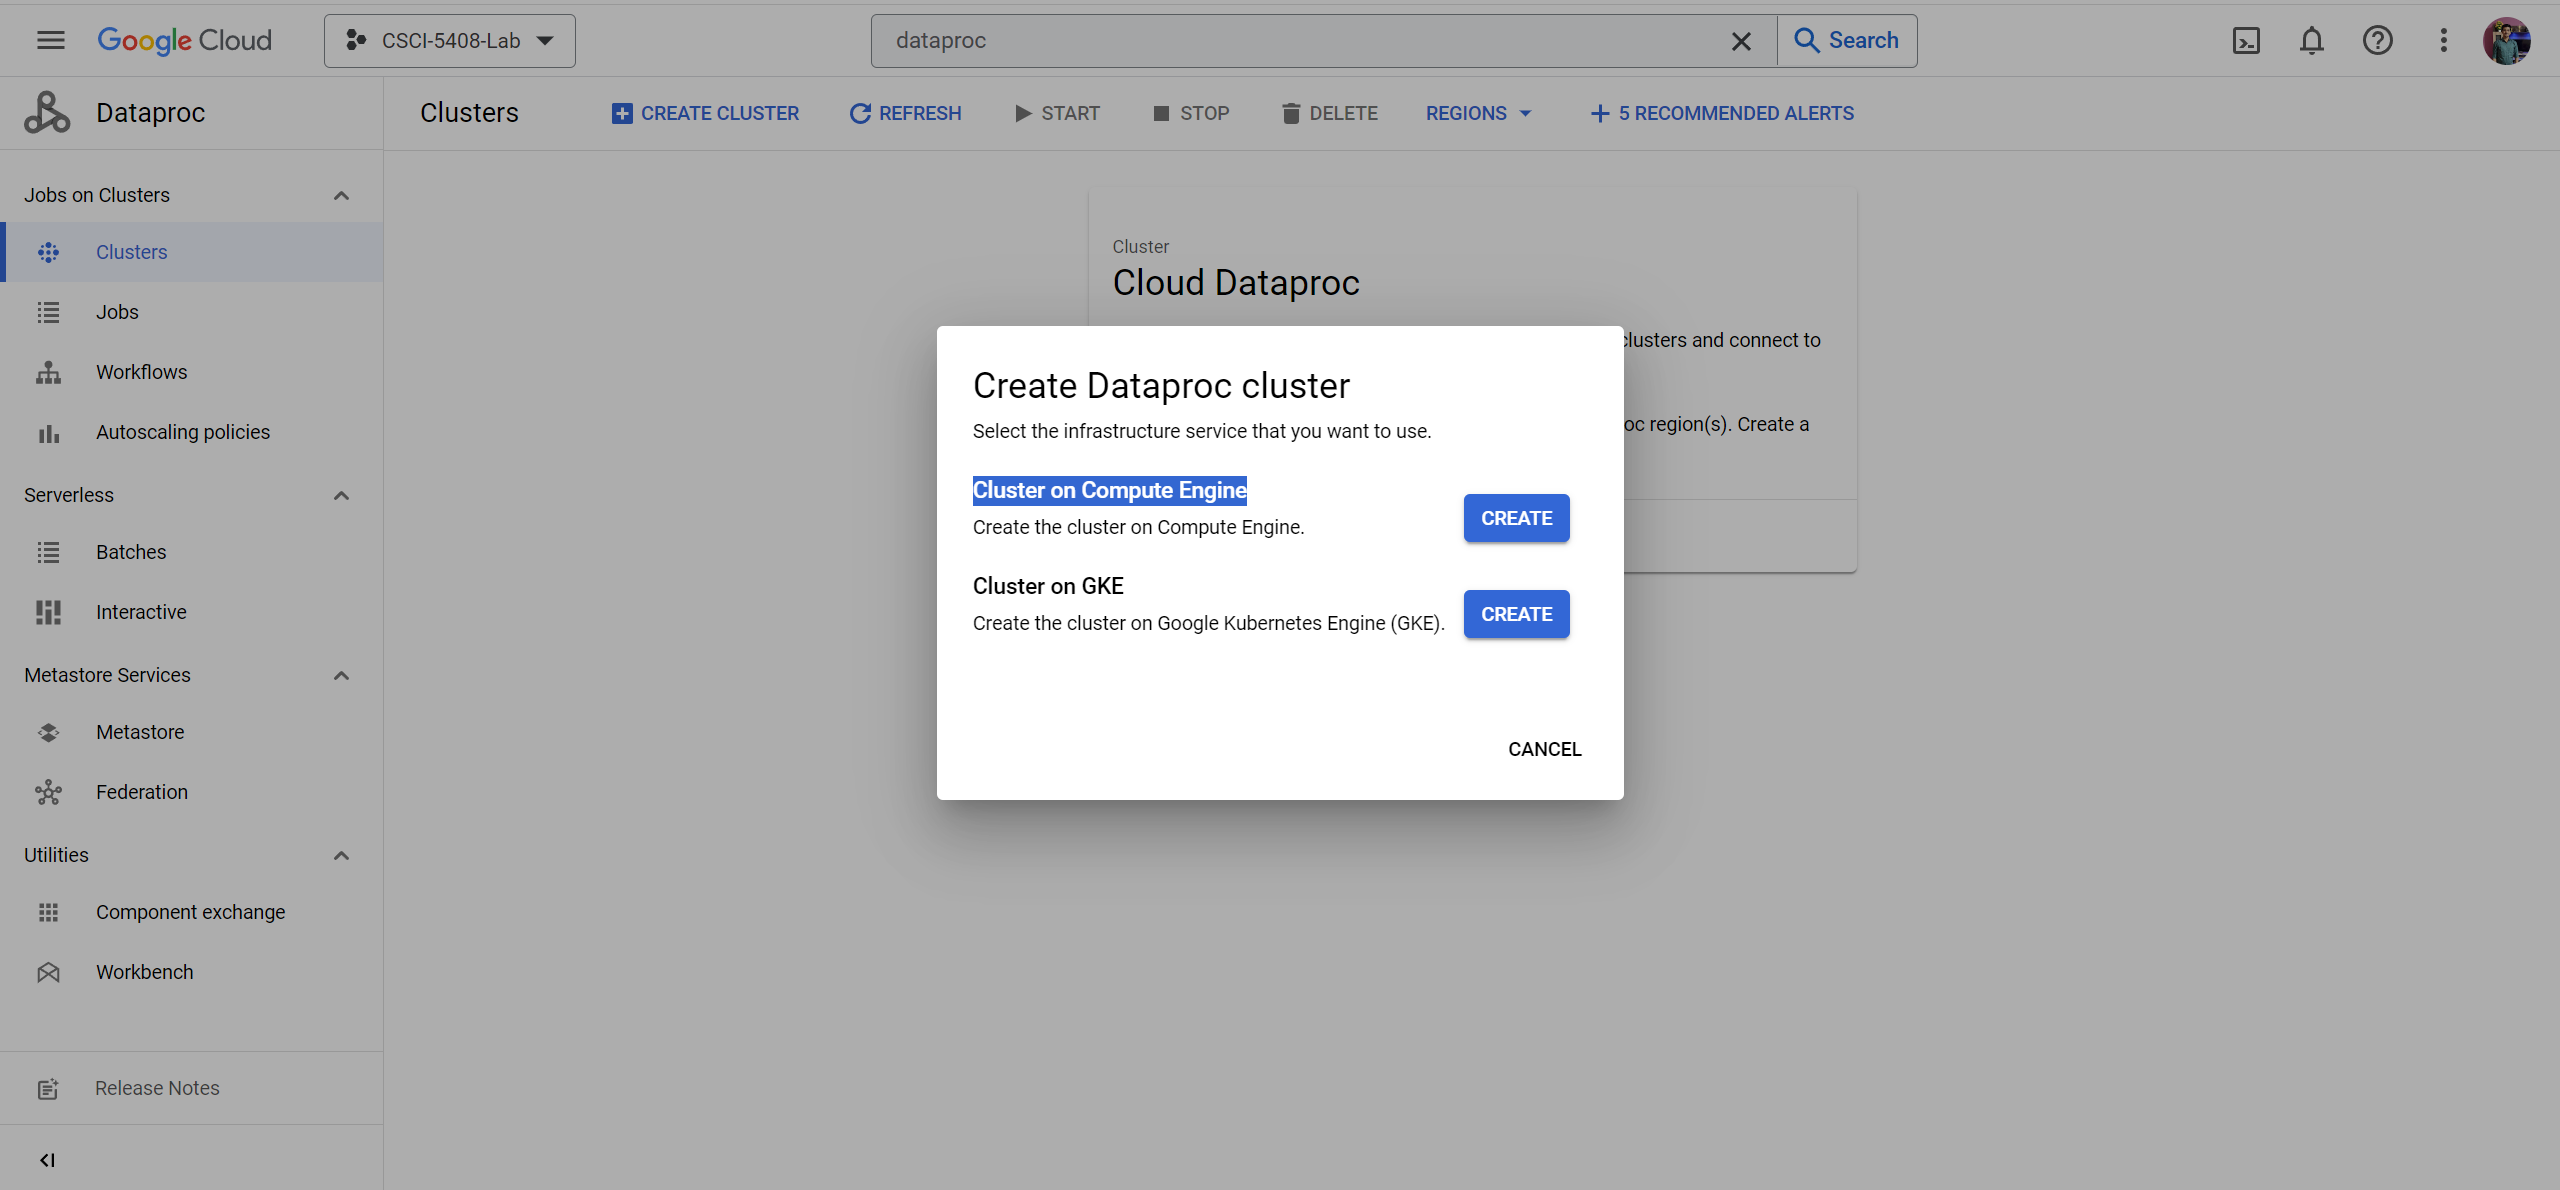 Google Cloud
CSCI-5408-Lab
dataproc
Search
Dataproc
Clusters
CREATE CLUSTER
REFRESH
START
STOP
DELETE
REGIONS
5 RECOMMENDED ALERTS
Jobs on Clusters
Clusters
Jobs
Workflows
Autoscaling policies
Serverless
Batches
Interactive
Metastore Services
Metastore
Federation
Utilities
Component exchange
Workbench
Release Notes
Cluster
Cloud Dataproc
clusters and connect to
oc region(s). Create a
Create Dataproc cluster
Select the infrastructure service that you want to use.
Cluster on Compute Engine
Create the cluster on Compute Engine.
CREATE
Cluster on GKE
Create the cluster on Google Kubernetes Engine (GKE).
CREATE
CANCEL